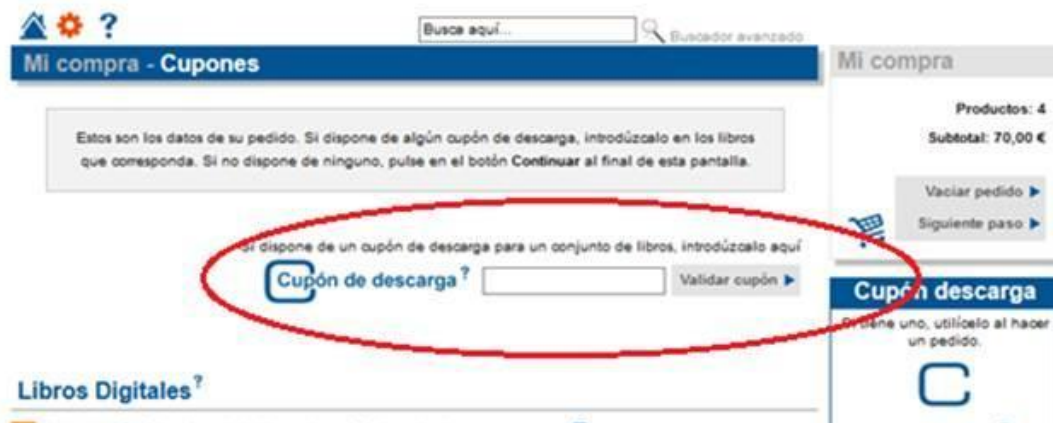 ?
Busca aquí...
Buscador avanzado
Mi compra - Cupones
Estos son los datos de su pedido. Si dispone de algún cupón de descarga, introdúzcalo en los libros
que corresponda. Si no dispone de ninguno, pulse en el botón Continuar al final de esta pantalla.
Si dispone de un cupón de descarga para un conjunto de libros, introdúzcalo aquí
Cupón de descarga ?
Validar cupón
Libros Digitales ?
Mi compra
Productos: 4
Subtotal: 70,00 €
Vaciar pedido
Siguiente paso
Cupón descarga
Si tiene uno, utilícelo al hacer
un pedido.